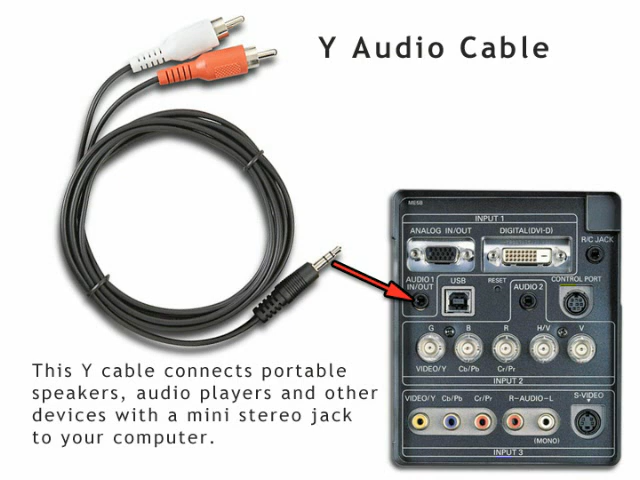 Y Audio Cable
This Y cable connects portable
speakers, audio players and other
devices with a mini stereo jack
to your computer.
INPUT 1
ANALOG IN/OUT
DIGITAL(DVI-D)
R/C JACK
AUDIO 1
IN/OUT
USB
RESET
AUDIO 2
CONTROL PORT
G B R H/V V
VIDEO/Y Cb/Pb Cr/Pr
INPUT 2
VIDEO/Y Cb/Pb Cr/Pr R-AUDIO-L S-VIDEO
(MONO)
INPUT 3